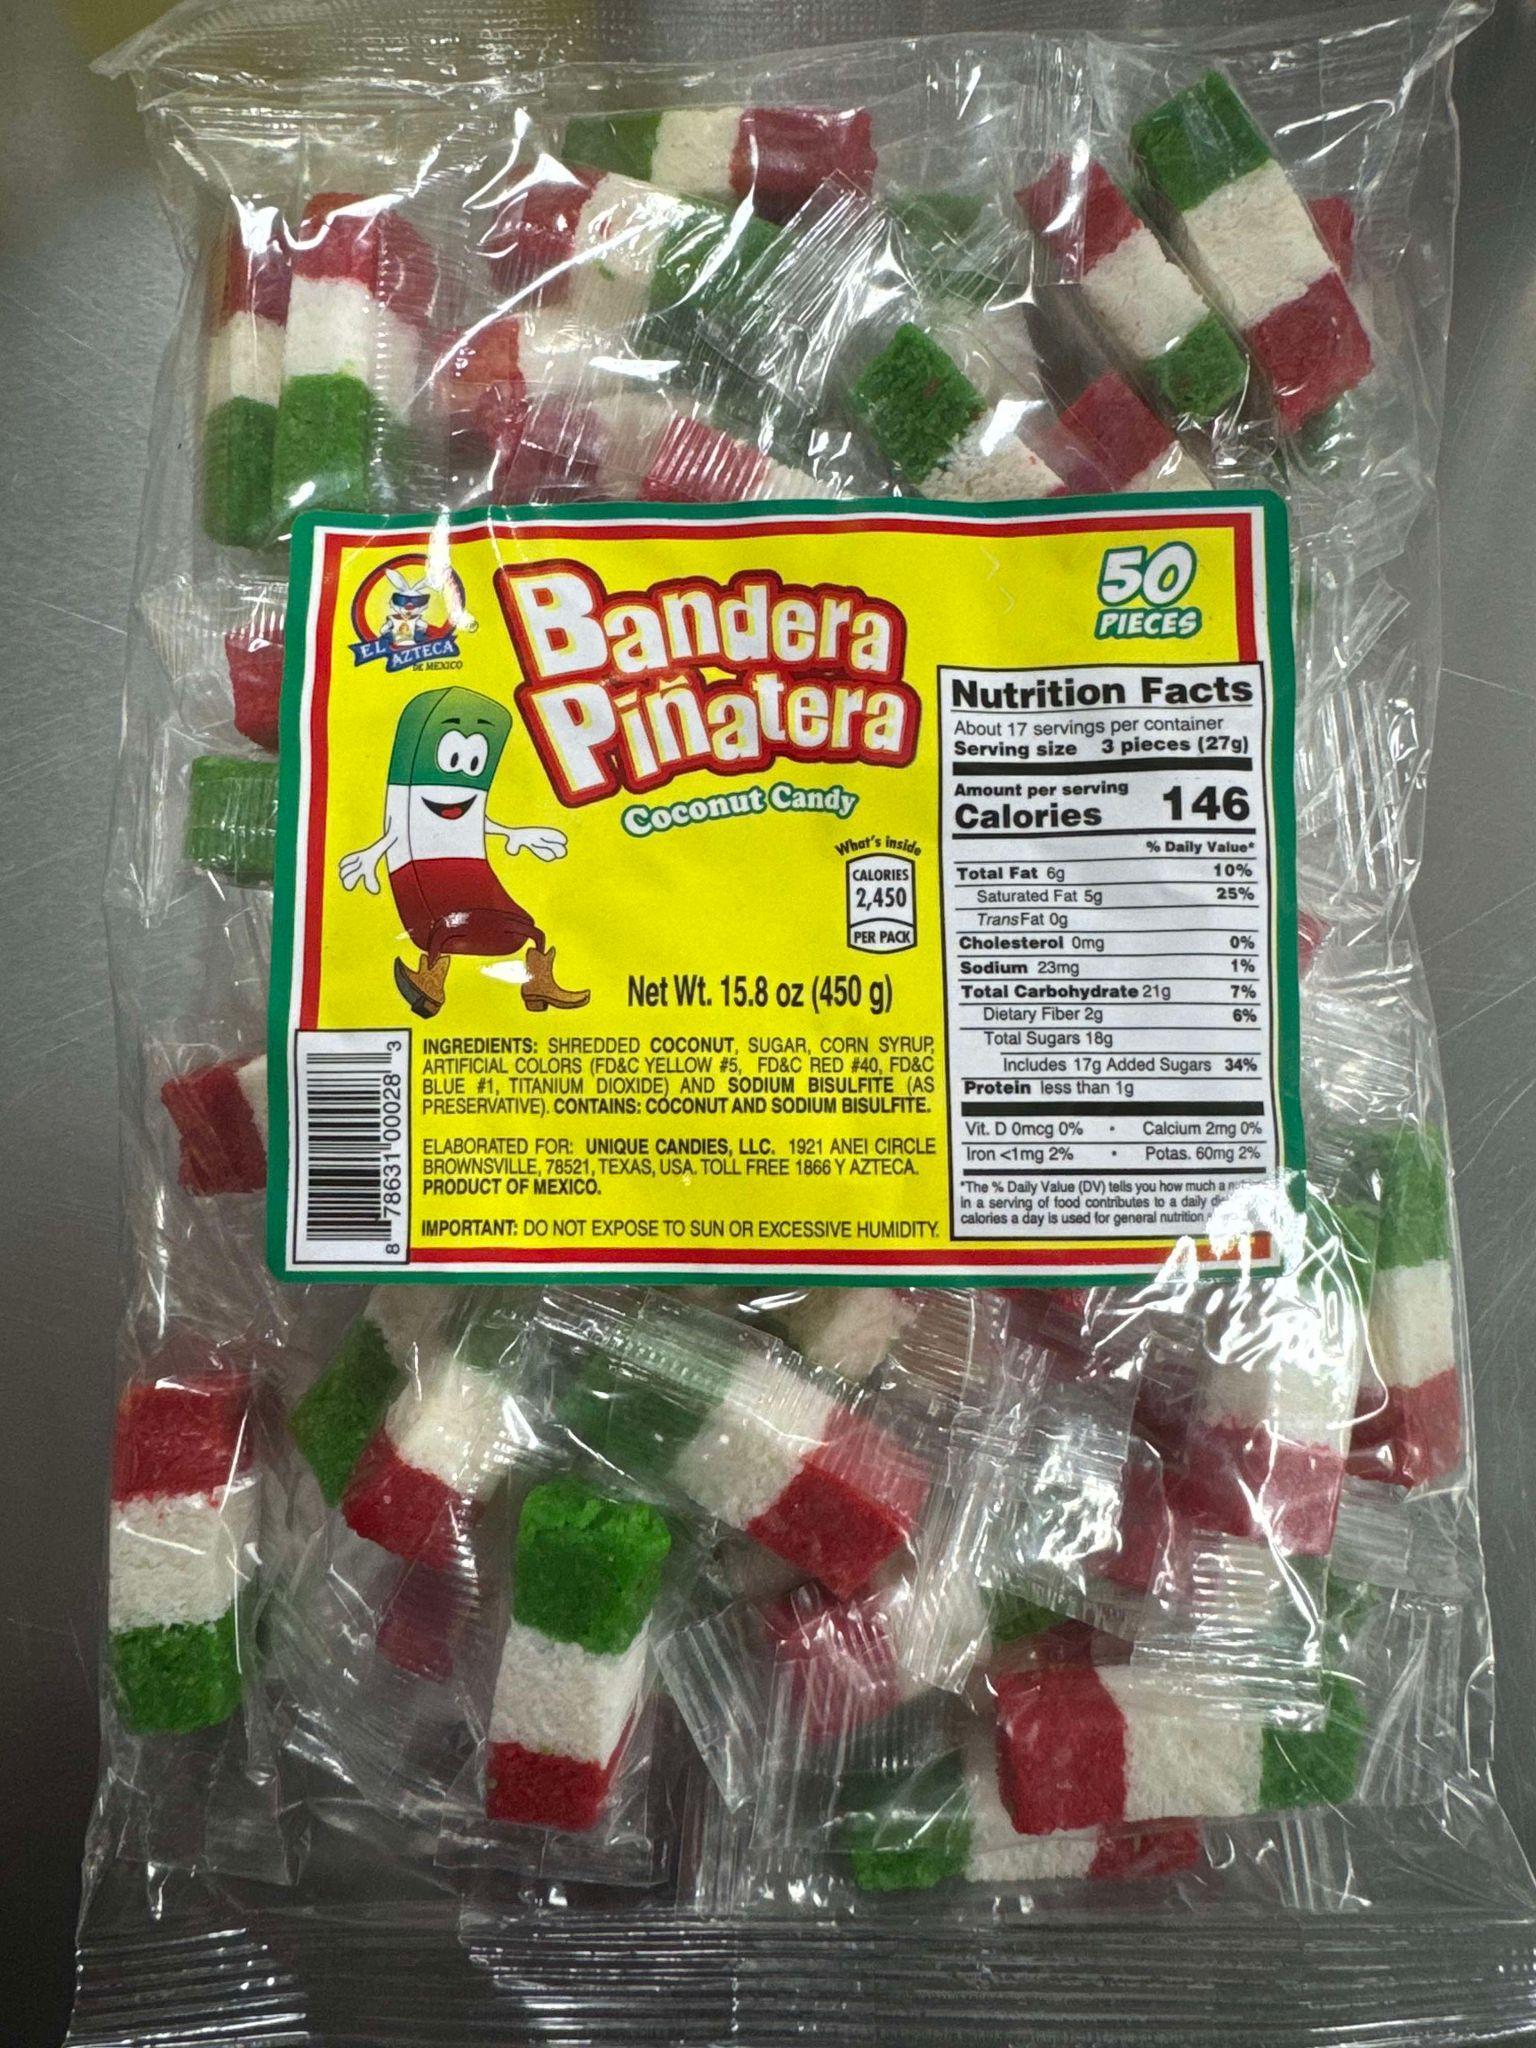 EL AZTECA
DE MEXICO
Bandera
Piñatera
Coconut Candy
50
PIECES
What's inside
CALORIES
2,450
PER PACK
Net Wt. 15.8 oz (450 g)
INGREDIENTS: SHREDDED COCONUT, SUGAR, CORN SYRUP,
ARTIFICIAL COLORS (FD&C YELLOW #5, FD&C RED #40, FD&C
BLUE #1, TITANIUM DIOXIDE) AND SODIUM BISULFITE (AS
PRESERVATIVE). CONTAINS: COCONUT AND SODIUM BISULFITE.
ELABORATED FOR: UNIQUE CANDIES, LLC. 1921 ANEI CIRCLE
BROWNSVILLE, 78521, TEXAS, USA. TOLL FREE 1866 Y AZTECA.
PRODUCT OF MEXICO.
IMPORTANT: DO NOT EXPOSE TO SUN OR EXCESSIVE HUMIDITY.
8 78631 00028 3
Nutrition Facts
About 17 servings per container
Serving size 3 pieces (27g)
Amount per serving
Calories 146
% Daily Value*
Total Fat 6g 10%
Saturated Fat 5g 25%
Trans Fat 0g
Cholesterol 0mg 0%
Sodium 23mg 1%
Total Carbohydrate 21g 7%
Dietary Fiber 2g 6%
Total Sugars 18g
Includes 17g Added Sugars 34%
Protein less than 1g
Vit. D 0mcg 0% • Calcium 2mg 0%
Iron <1mg 2% • Potas. 60mg 2%
*The % Daily Value (DV) tells you how much a
in a serving of food contributes to a daily
calories a day is used for general nutrition